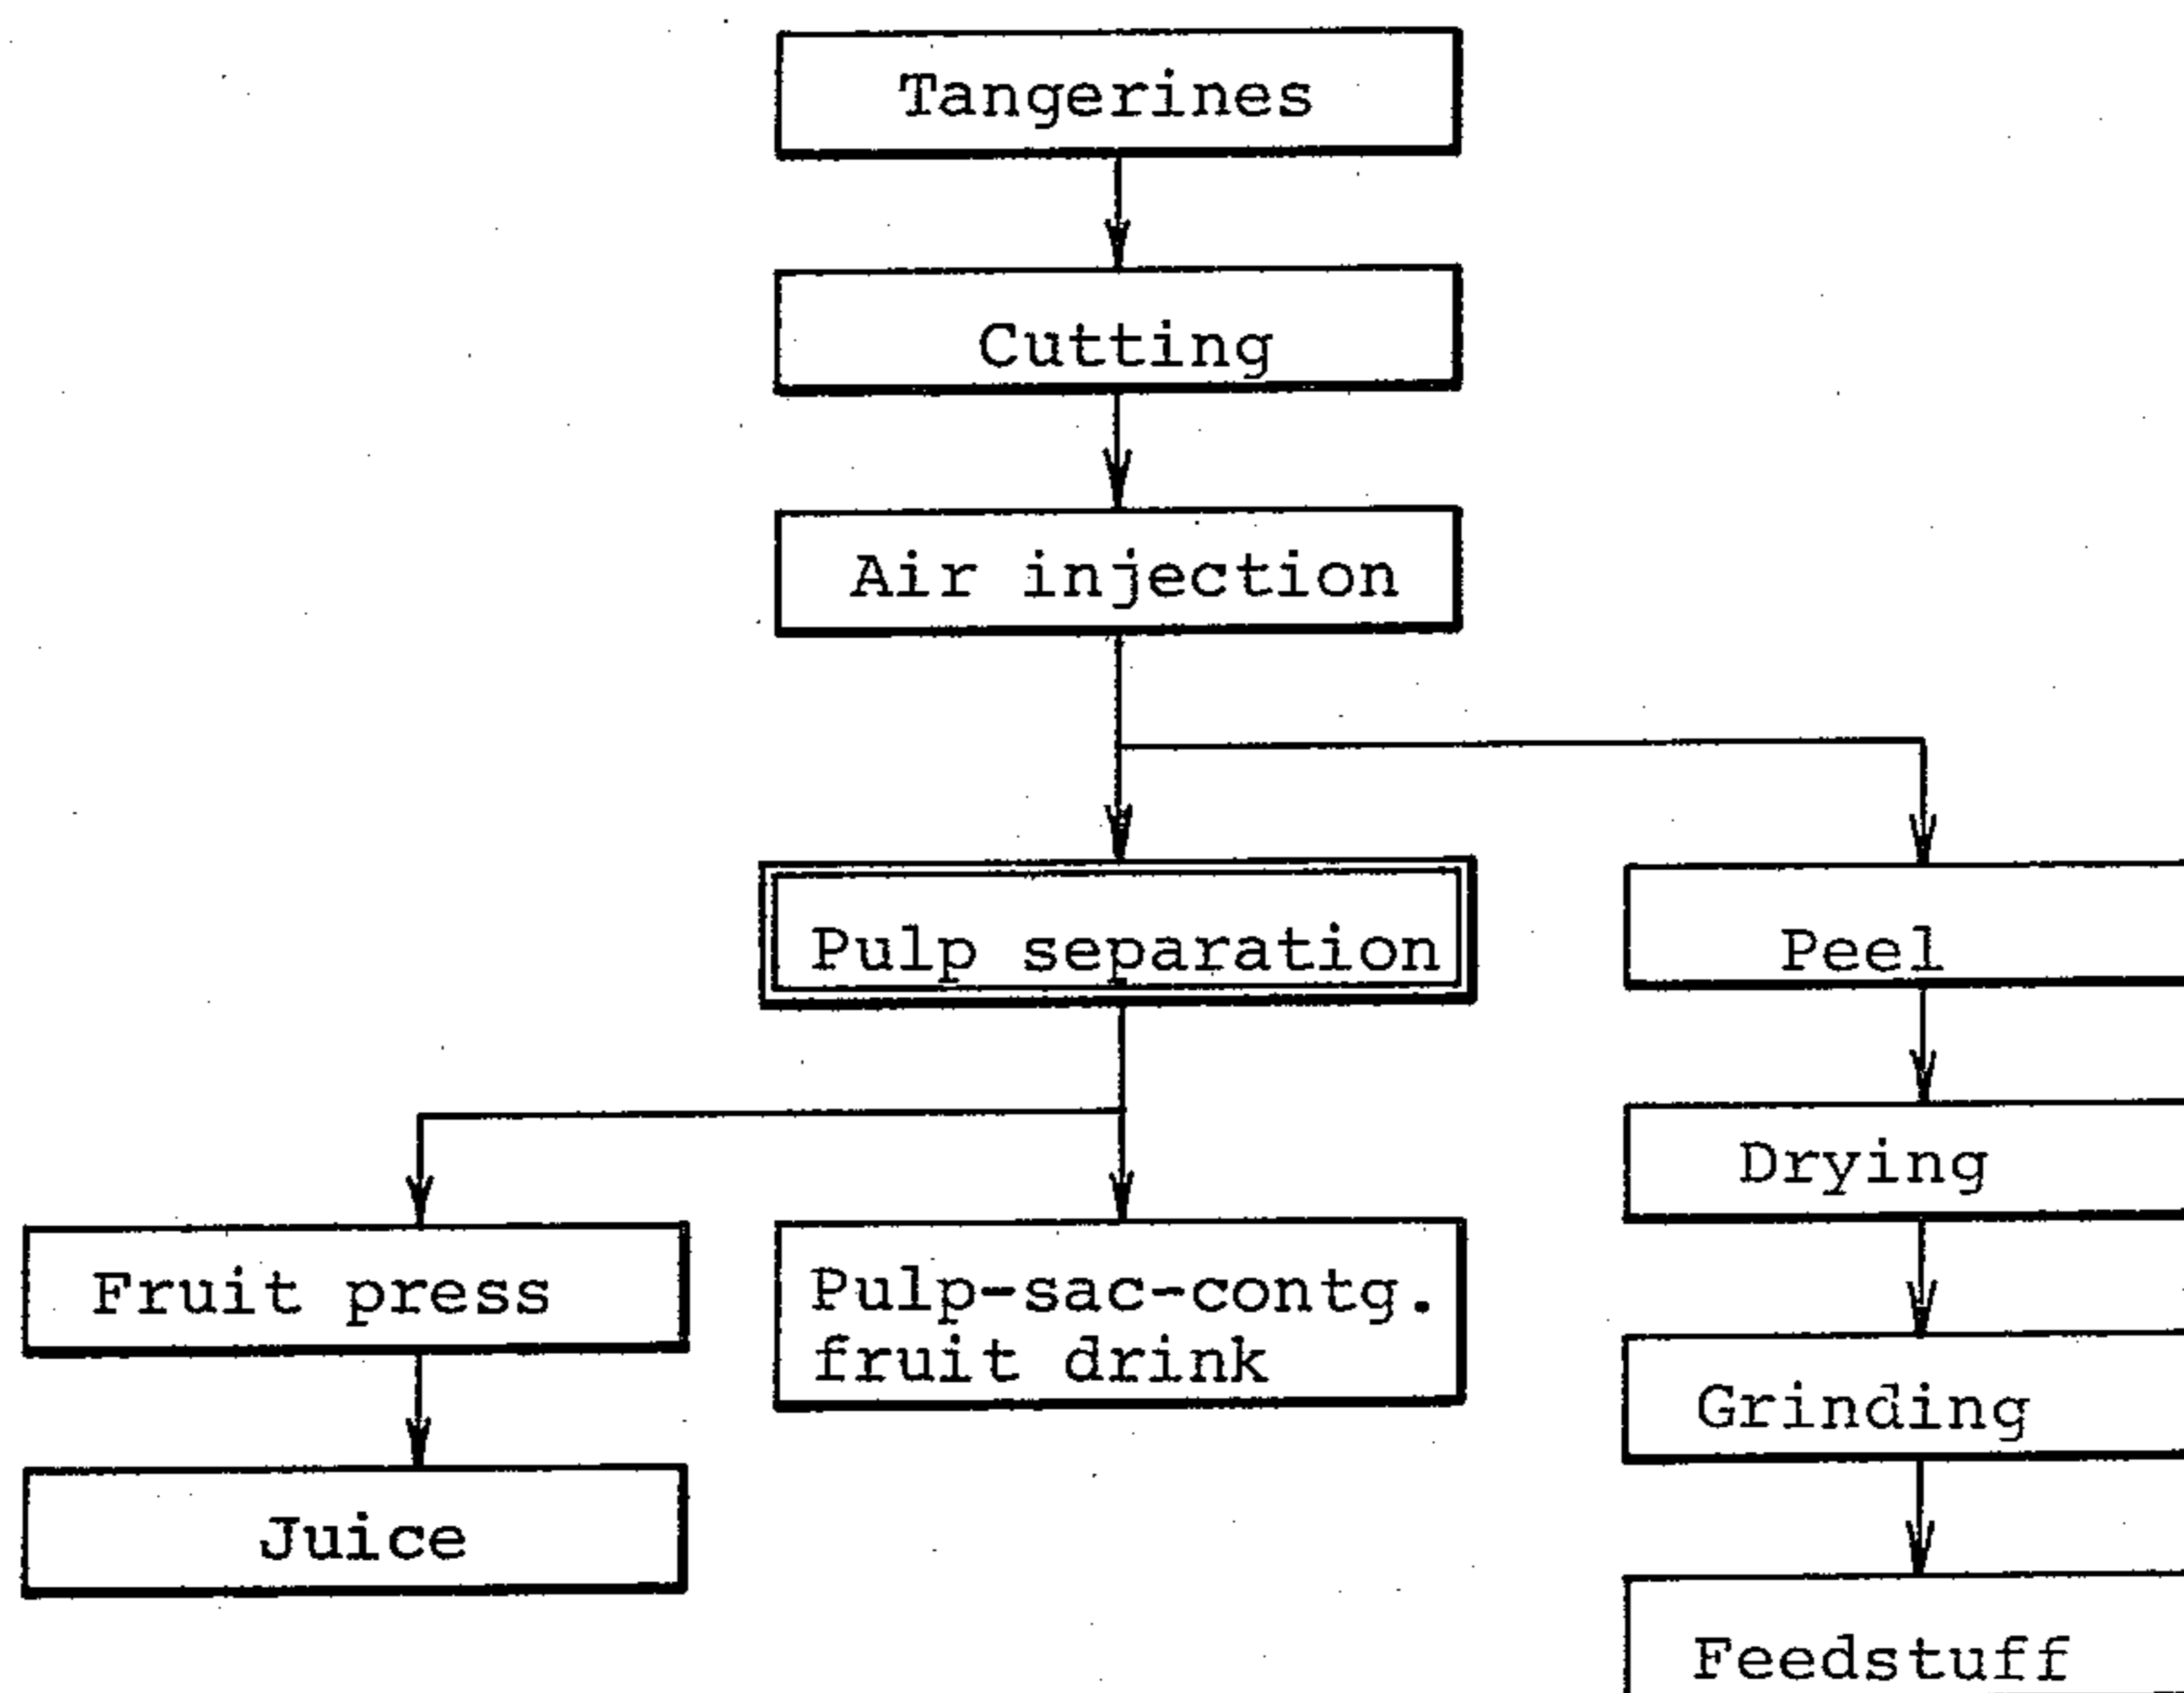 Tangerines
Cutting
Air injection
Pulp separation
Peel
Drying
Fruit press
Pulp-sac-contg.
fruit drink
Grinding
Juice
Feedstuff